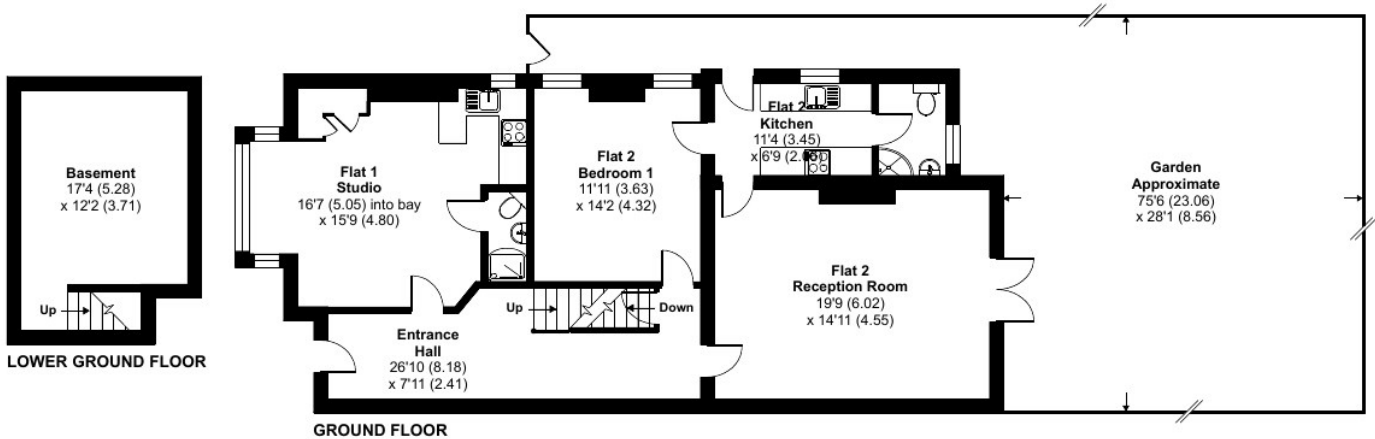 Basement
17'4 (5.28)
x 12'2 (3.71)
Up
LOWER GROUND FLOOR
Flat 1
Studio
16'7 (5.05) into bay
x 15'9 (4.80)
Flat 2
Bedroom 1
11'11 (3.63)
x 14'2 (4.32)
Flat 2
Kitchen
11'4 (3.45)
x 6'9
Garden
Approximate
75'6 (23.06)
x 28'1 (8.56)
Flat 2
Reception Room
19'9 (6.02)
x 14'11 (4.55)
Up
Down
Entrance
Hall
26'10 (8.18)
x 7'11 (2.41)
GROUND FLOOR